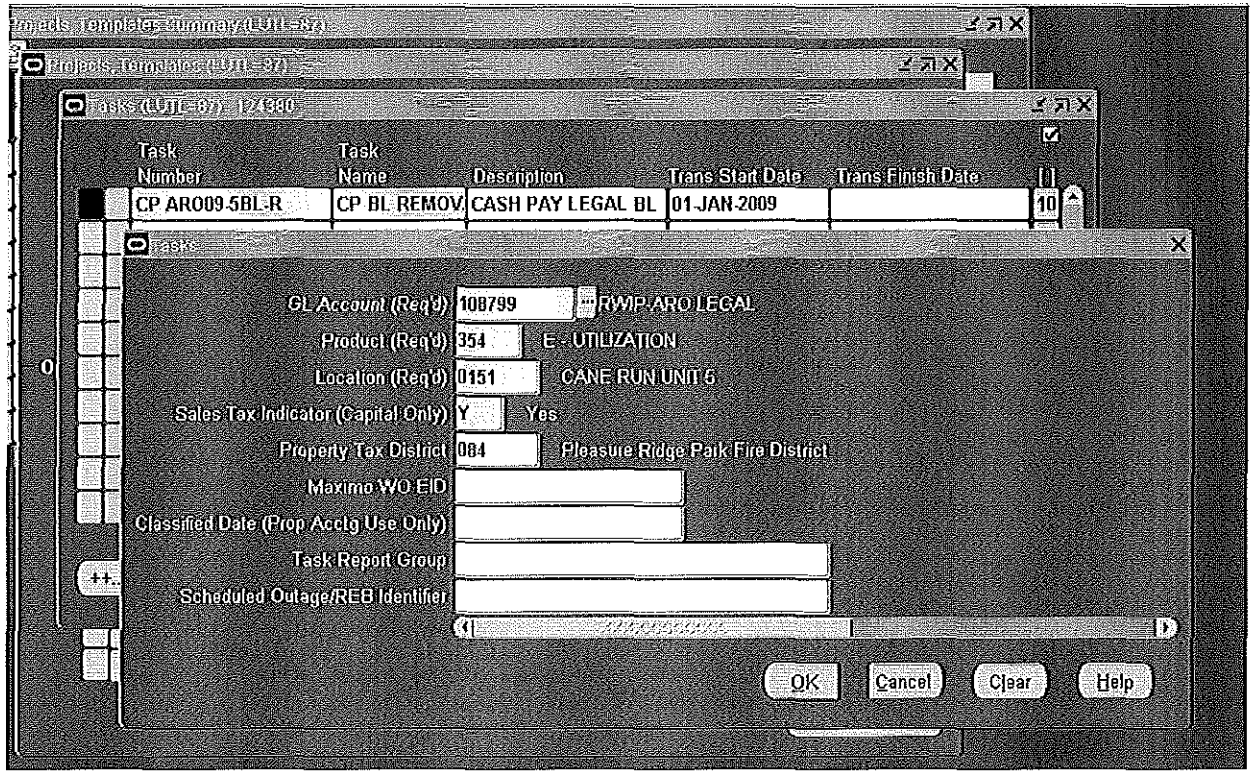 Projects, Templates Summary (LUTL-87)
Projects, Templates (LUTL-87)
Tasks (LUTL-87) - 124380
Task Number
Task Name
Description
Trans Start Date
Trans Finish Date
[ ]
CP ARO09-5BL-R
CP BL REMOV
CASH PAY LEGAL BL
01-JAN-2009
10
Tasks
GL Account (Req'd) 108799 RWIP-ARO LEGAL
Product (Req'd) 354 E - UTILIZATION
Location (Req'd) 0151 CANE RUN UNIT 5
Sales Tax Indicator (Capital Only) Y Yes
Property Tax District 084 Pleasure Ridge Park Fire District
Maximo WO EID
Classified Date (Prop Acctg Use Only)
Task Report Group
Scheduled Outage/REB Identifier
O
++..
OK Cancel Clear Help